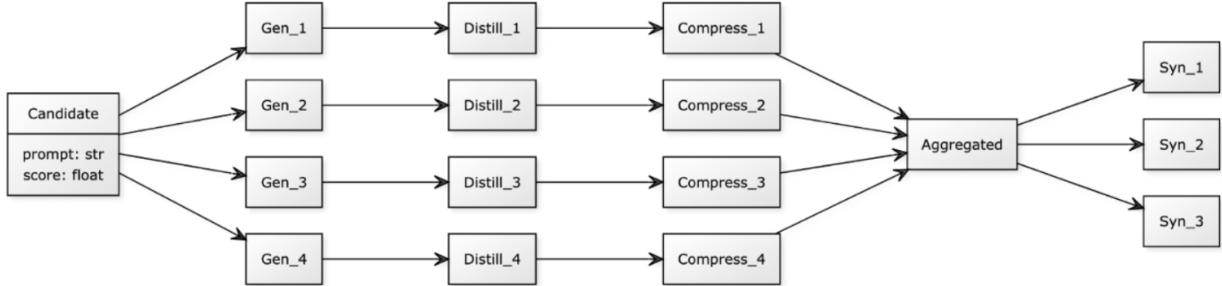 Candidate
prompt: str
score: float
Gen_1
Distill_1
Compress_1
Gen_2
Distill_2
Compress_2
Gen_3
Distill_3
Compress_3
Gen_4
Distill_4
Compress_4
Aggregated
Syn_1
Syn_2
Syn_3